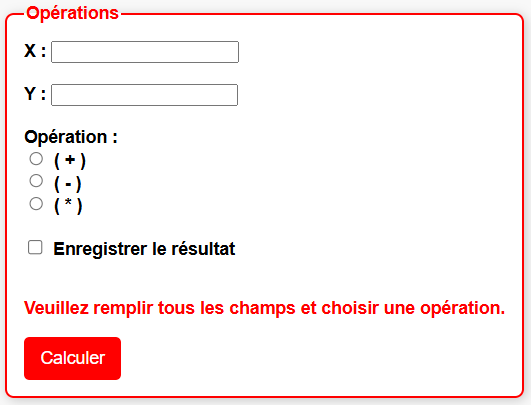 Opérations
X :
Y :
Opération :
( + )
( - )
( * )
Enregistrer le résultat
Veuillez remplir tous les champs et choisir une opération.
Calculer